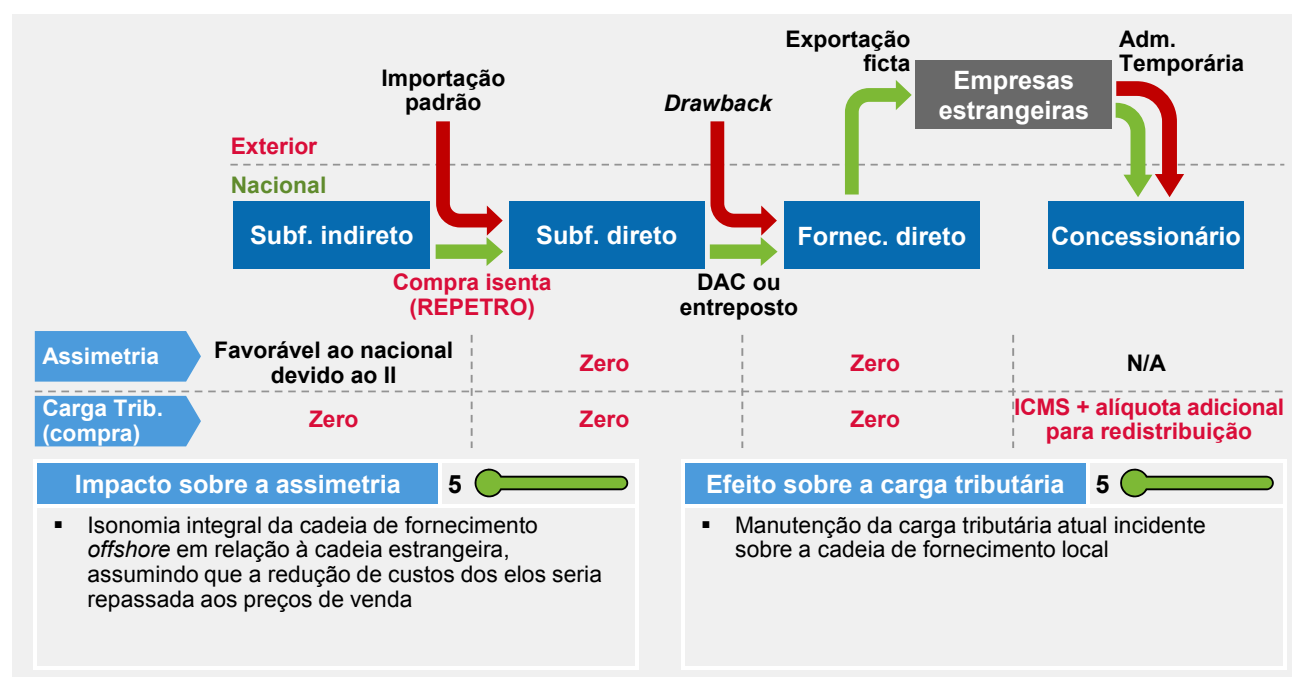 Exportação
ficta
Adm.
Temporária
Importação
padrão
Drawback
Empresas
estrangeiras
Exterior
Nacional
Subf. indireto
Subf. direto
Fornec. direto
Concessionário
Compra isenta
(REPETRO)
DAC ou
entreposto
Assimetria
Favorável ao nacional
devido ao II
Zero
Zero
N/A
Carga Trib.
(compra)
Zero
Zero
Zero
ICMS + alíquota adicional
para redistribuição
Impacto sobre a assimetria
5
▪ Isonomia integral da cadeia de fornecimento
offshore em relação à cadeia estrangeira,
assumindo que a redução de custos dos elos seria
repassada aos preços de venda
Efeito sobre a carga tributária
5
▪ Manutenção da carga tributária atual incidente
sobre a cadeia de fornecimento local